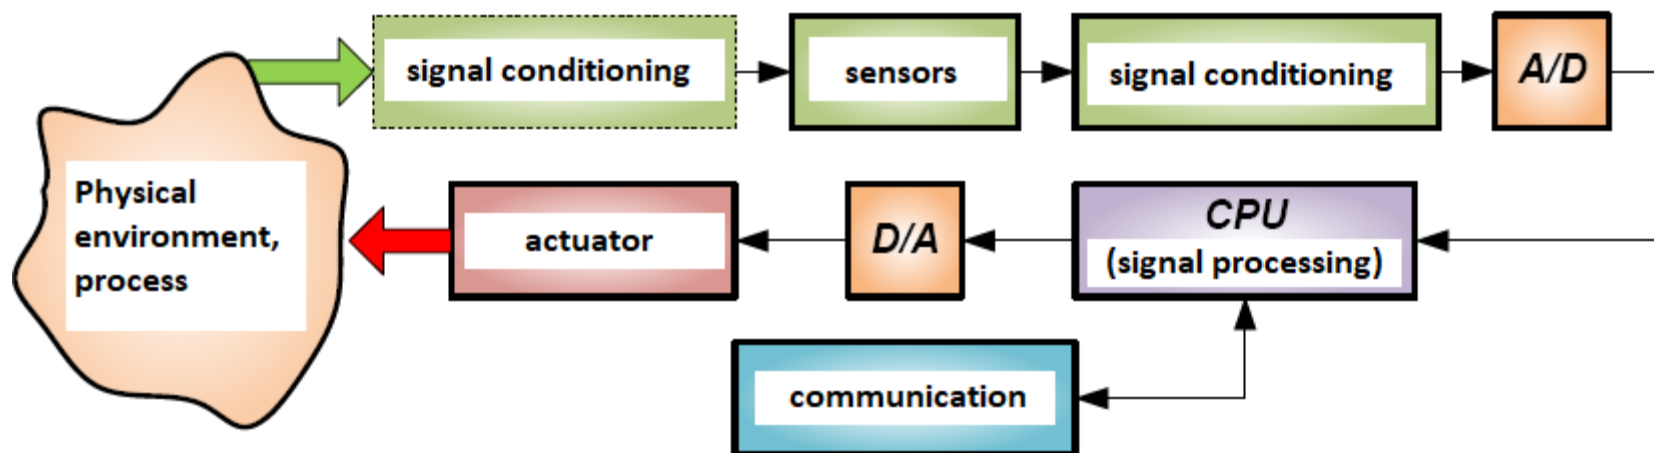 signal conditioning
sensors
signal conditioning
A/D
Physical
environment,
process
actuator
D/A
CPU
(signal processing)
communication